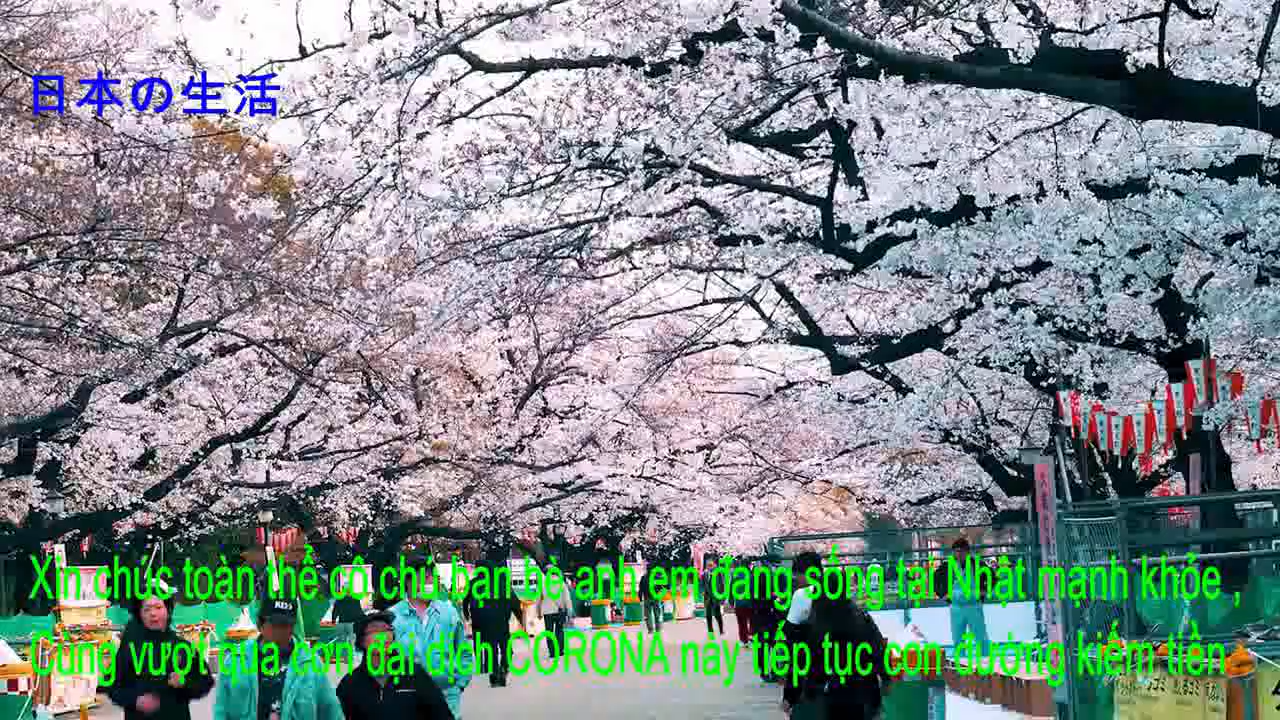 日本の生活
KISS
Xin chúc toàn thể cô chú bạn bè anh em đang sống tại Nhật mạnh khỏe ,
Cùng vượt qua cơn đại dịch CORONA này tiếp tục con đường kiếm tiền